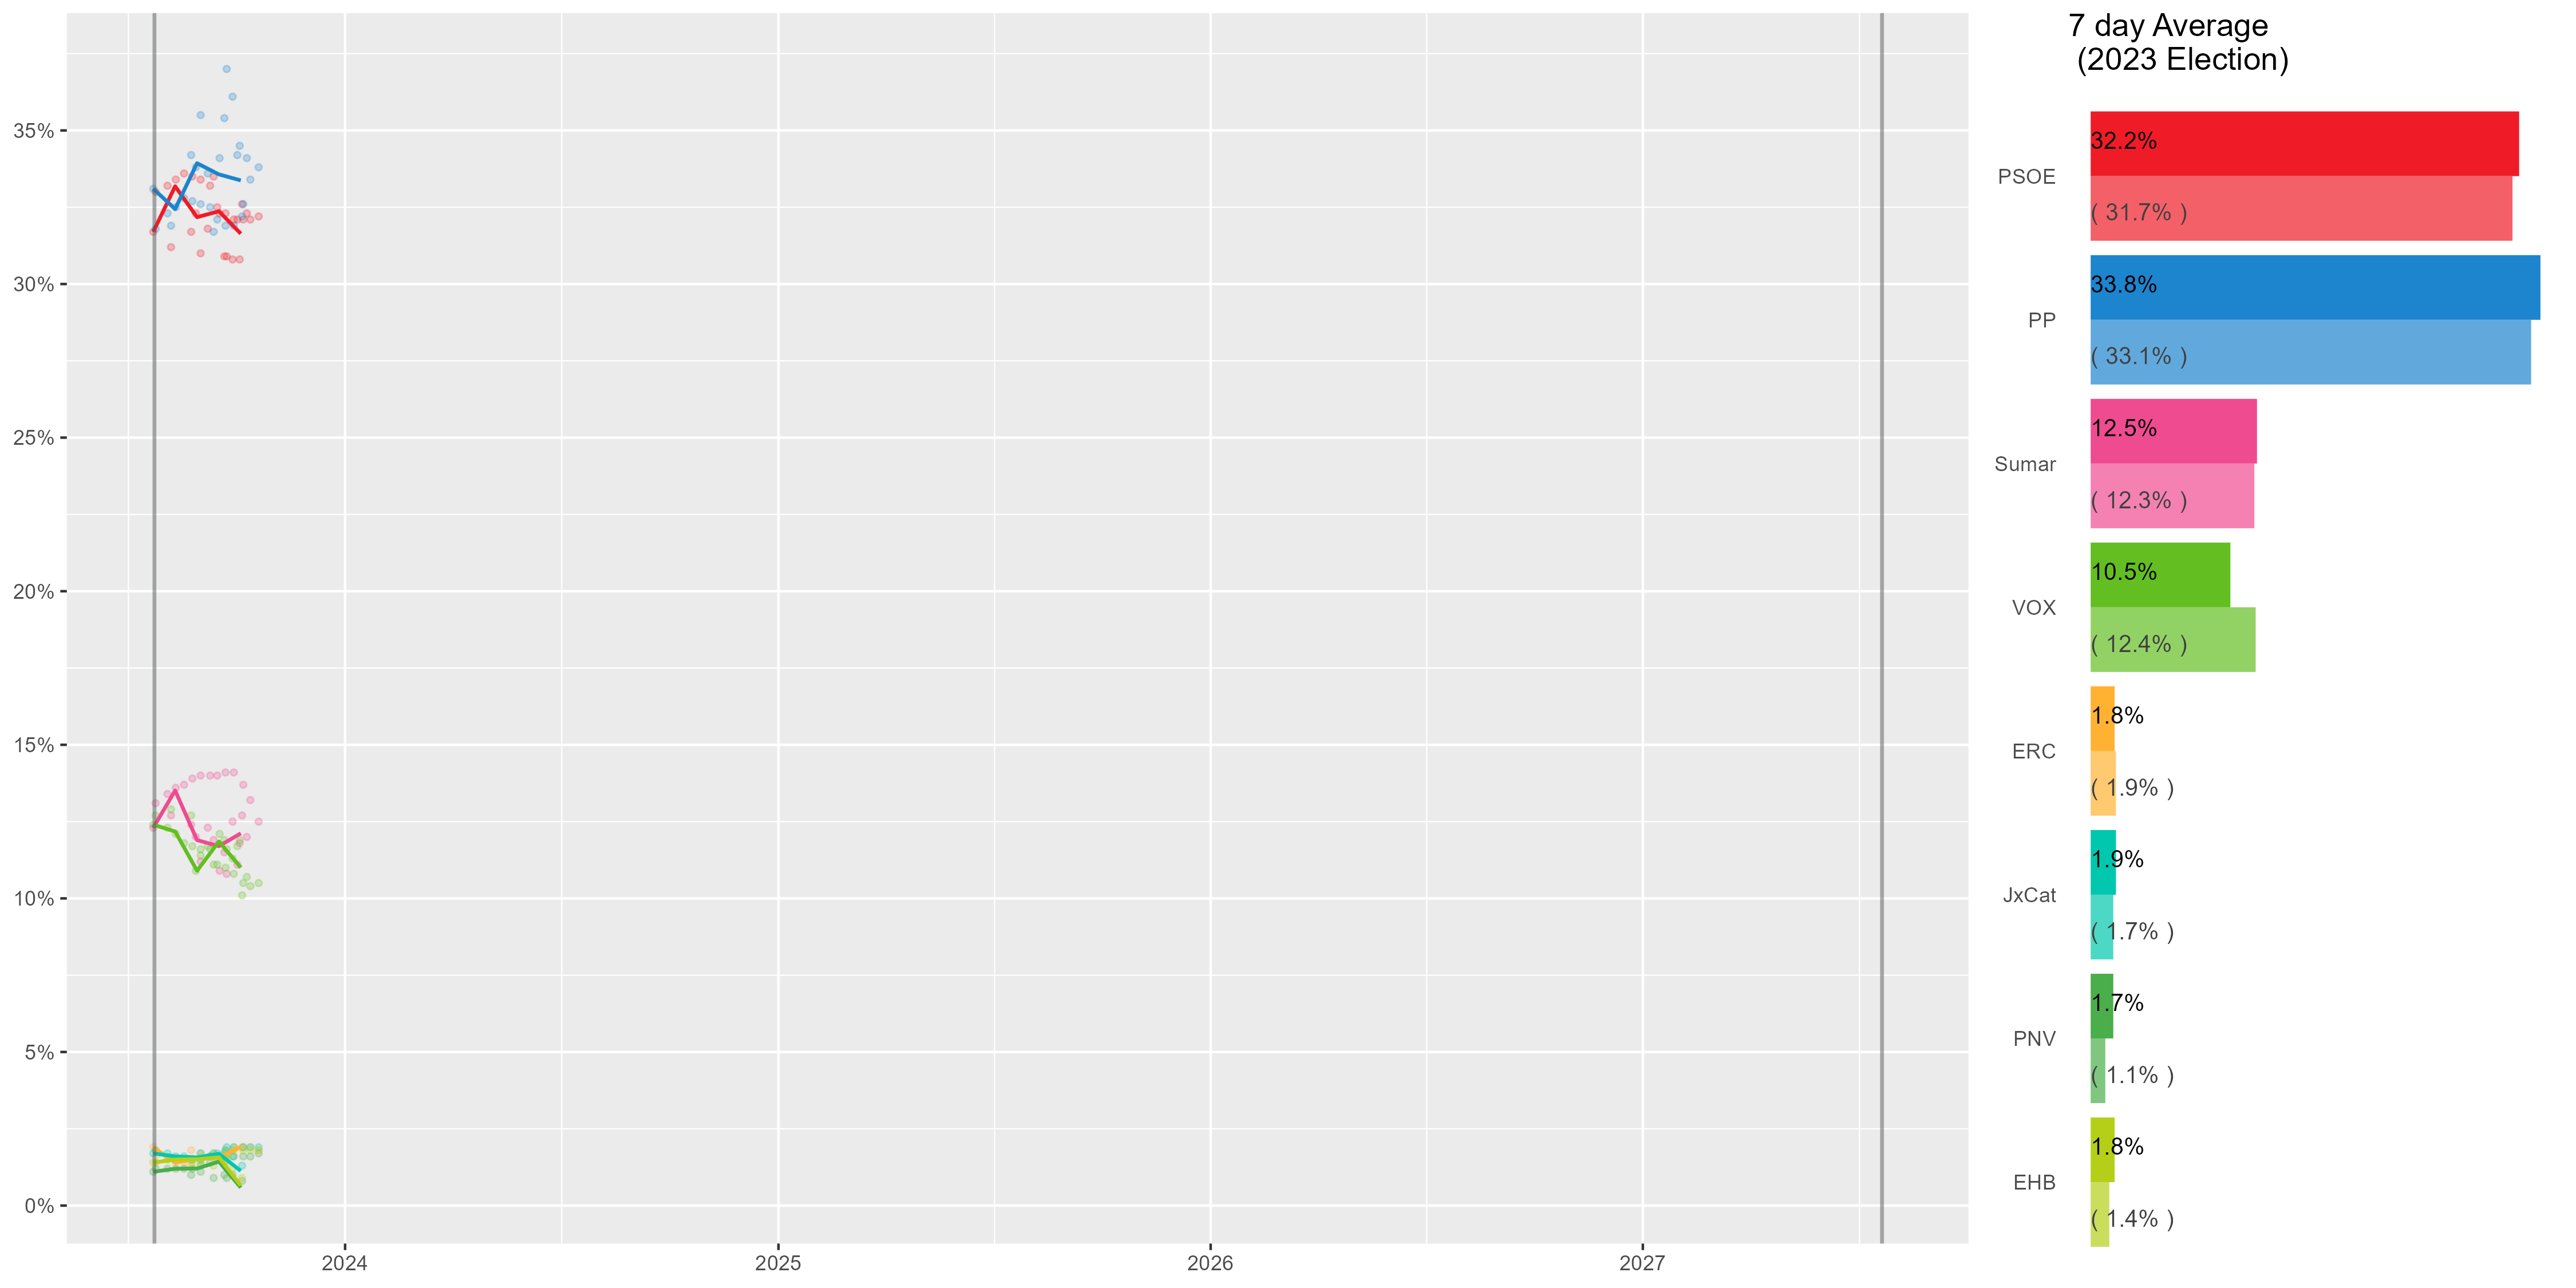 7 day Average
(2023 Election)
35%
30%
25%
20%
15%
10%
5%
0%
2024
2025
2026
2027
PSOE
32.2%
( 31.7% )
PP
33.8%
( 33.1% )
Sumar
12.5%
( 12.3% )
VOX
10.5%
( 12.4% )
ERC
1.8%
( 1.9% )
JxCat
1.9%
( 1.7% )
PNV
1.7%
( 1.1% )
EHB
1.8%
( 1.4% )